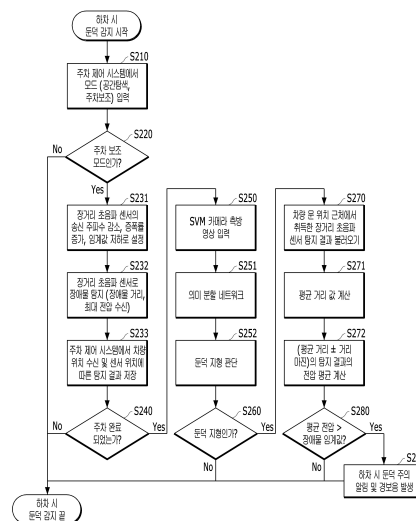 하차 시
둔덕 감지 시작
S210
주차 제어 시스템에서
모드 (공간탐색,
주차보조) 입력
S220
No
주차 보조
모드인가?
Yes
S231
장거리 초음파 센서의
송신 주파수 감소, 증폭률
증가, 임계값 저하로 설정
S232
장거리 초음파 센서로
장애물 탐지 (장애물 거리,
최대 전압 수신)
S233
주차 제어 시스템에서 차량
위치 수신 및 센서 위치에
따른 탐지 결과 저장
S240
No
주차 완료
되었는가?
Yes
S250
SVM 카메라 측방
영상 입력
S251
의미 분할 네트워크
S252
둔덕 지형 판단
S260
둔덕 지형인가?
Yes
No
S270
차량 문 위치 근처에서
취득한 장거리 초음파
센서 탐지 결과 불러오기
S271
평균 거리 값 계산
S272
(평균 거리 ± 거리
마진)의 탐지 결과의
전압 평균 계산
S280
평균 전압 >
장애물 임계값?
Yes
No
하차 시 둔덕 주의
알림 및 경보음 발생
하차 시
둔덕 감지 끝